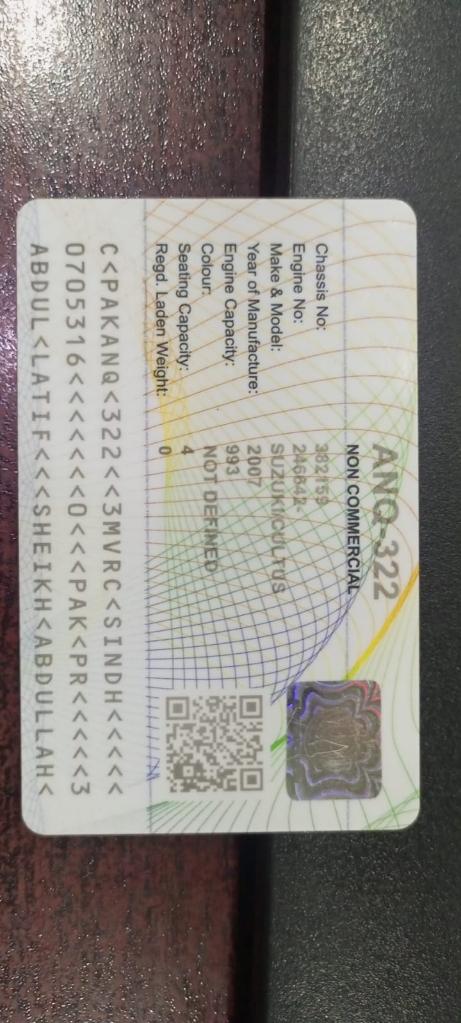 ANQ-322
NON COMMERCIAL
Chassis No: 382159
Engine No:
Make & Model: SUZUKI CULTUS
Year of Manufacture: 2007
Engine Capacity: 993
Colour: NOT DEFINED
Seating Capacity: 4
Regd. Laden Weight: 0
C<PAKANQ<322<<3MVRC<SINDH<<<<<
0705316<<<<<<<0<<<PAK<PR<<<<<3
ABDUL<LATIF<<<SHEIKH<ABDULLAH<